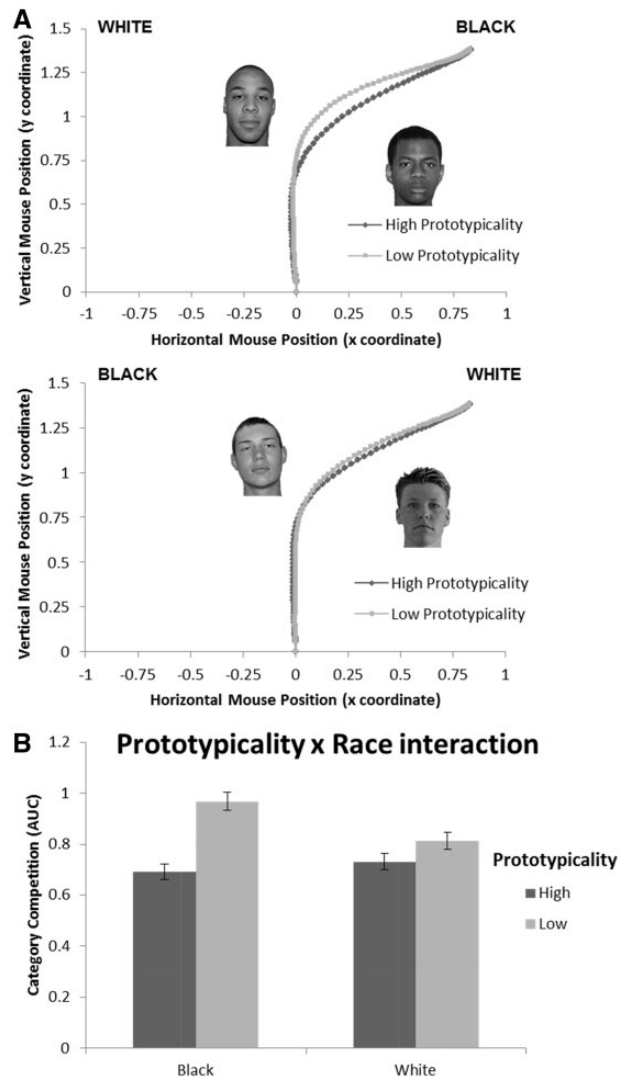 A
WHITE
BLACK
Vertical Mouse Position (y coordinate)
1.5
1.25
1
0.75
0.5
0.25
0
High Prototypicality
Low Prototypicality
-1 -0.75 -0.5 -0.25 0 0.25 0.5 0.75 1
Horizontal Mouse Position (x coordinate)
BLACK
WHITE
Vertical Mouse Position (y coordinate)
1.5
1.25
1
0.75
0.5
0.25
0
High Prototypicality
Low Prototypicality
-1 -0.75 -0.5 -0.25 0 0.25 0.5 0.75 1
Horizontal Mouse Position (x coordinate)
B
Prototypicality x Race interaction
Category Competition (AUC)
1.2
1
0.8
0.6
0.4
0.2
0
Prototypicality
High
Low
Black White